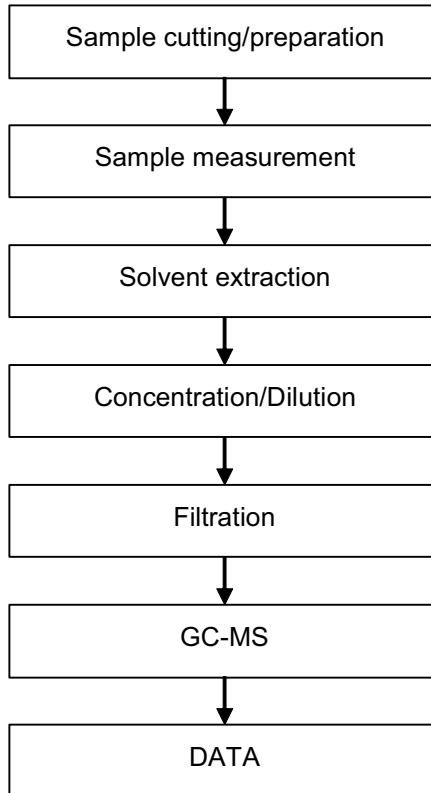 Sample cutting/preparation
Sample measurement
Solvent extraction
Concentration/Dilution
Filtration
GC-MS
DATA